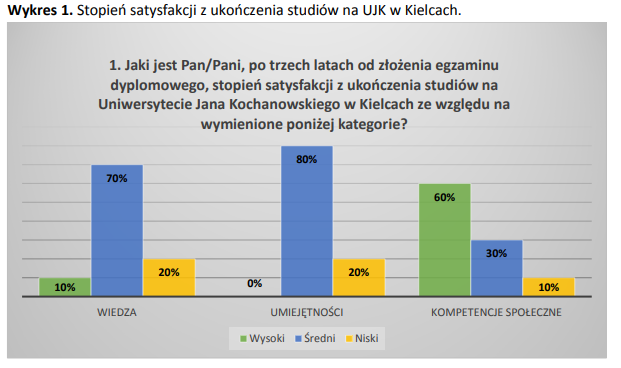 Wykres 1. Stopień satysfakcji z ukończenia studiów na UJK w Kielcach.
1. Jaki jest Pan/Pani, po trzech latach od złożenia egzaminu
dyplomowego, stopień satysfakcji z ukończenia studiów na
Uniwersytecie Jana Kochanowskiego w Kielcach ze względu na
wymienione poniżej kategorie?
10%
70%
20%
0%
80%
20%
60%
30%
10%
WIEDZA
UMIEJĘTNOŚCI
KOMPETENCJE SPOŁECZNE
Wysoki Średni Niski